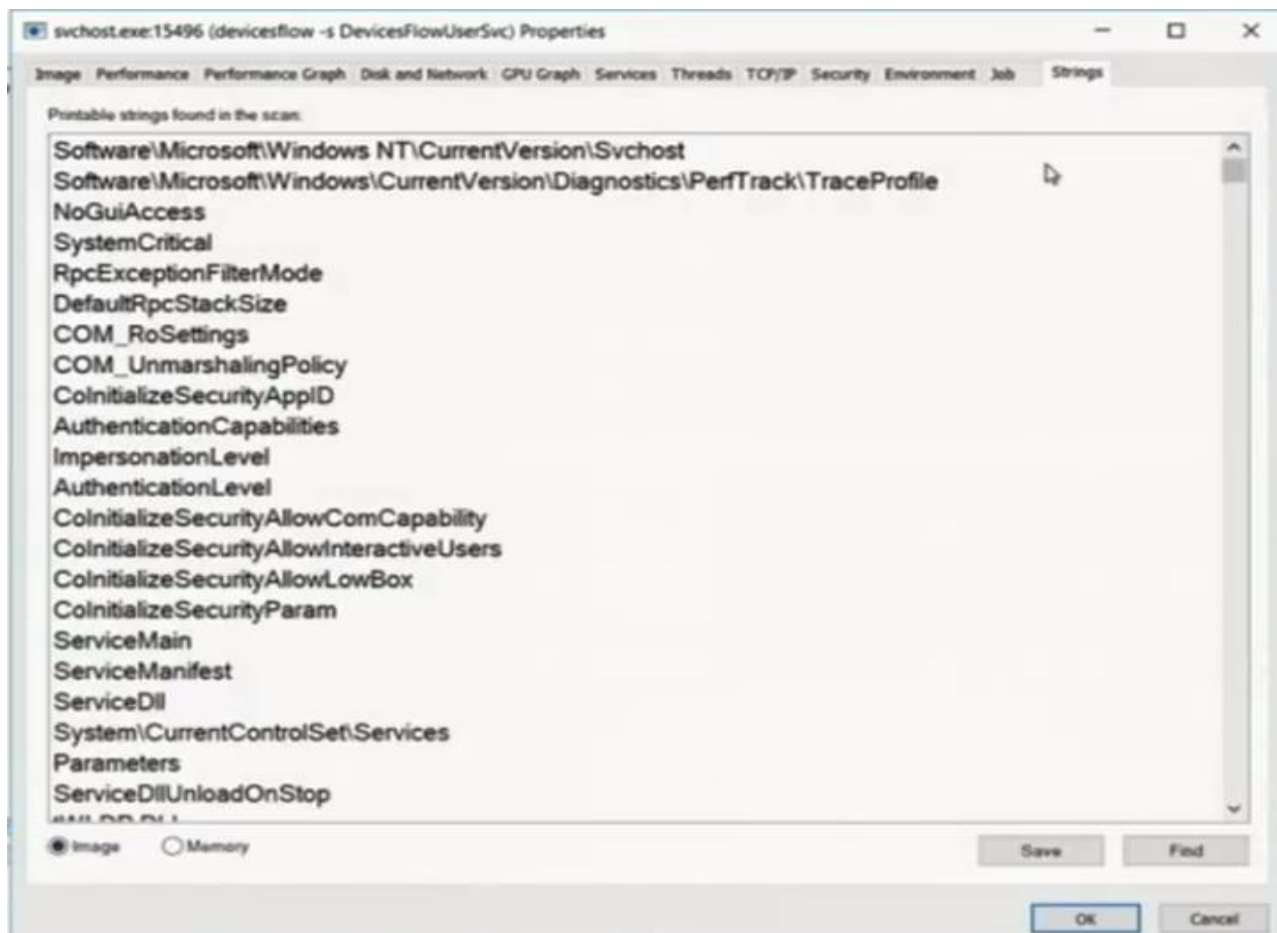 svchost.exe:15496 (devicesflow -s DevicesFlowUserSvc) Properties
Image Performance Performance Graph Disk and Network GPU Graph Services Threads TCP/IP Security Environment Job Strings
Printable strings found in the scan:
Software\Microsoft\Windows NT\CurrentVersion\Svchost
Software\Microsoft\Windows\CurrentVersion\Diagnostics\PerfTrack\TraceProfile
NoGuiAccess
SystemCritical
RpcExceptionFilterMode
DefaultRpcStackSize
COM_RoSettings
COM_UnmarshalingPolicy
CoInitializeSecurityAppID
AuthenticationCapabilities
ImpersonationLevel
AuthenticationLevel
CoInitializeSecurityAllowComCapability
CoInitializeSecurityAllowInteractiveUsers
CoInitializeSecurityAllowLowBox
CoInitializeSecurityParam
ServiceMain
ServiceManifest
ServiceDll
System\CurrentControlSet\Services
Parameters
ServiceDllUnloadOnStop
Image Memory Save Find
OK Cancel